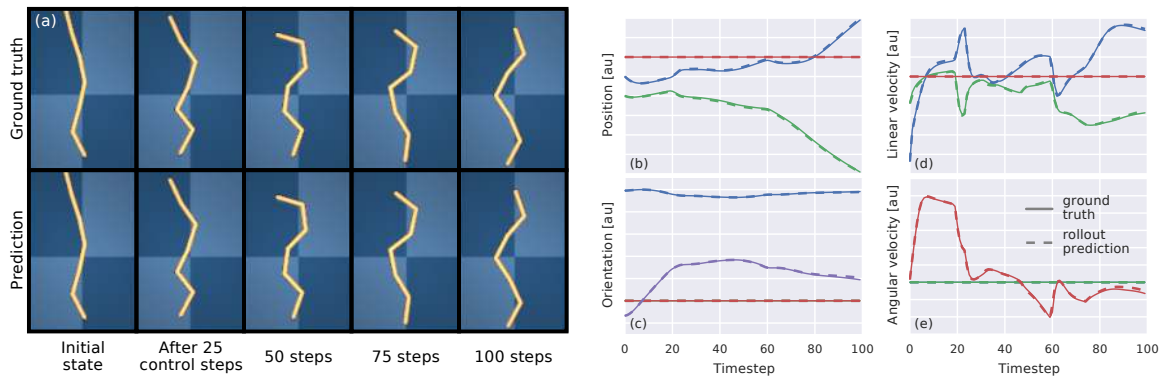 (a)
Ground truth
Prediction
Initial
state
After 25
control steps
50 steps
75 steps
100 steps
Position [au]
(b)
Linear velocity [au]
(d)
Orientation [au]
(c)
0 20 40 60 80 100
Timestep
Angular velocity [au]
ground
truth
rollout
prediction
(e)
0 20 40 60 80 100
Timestep